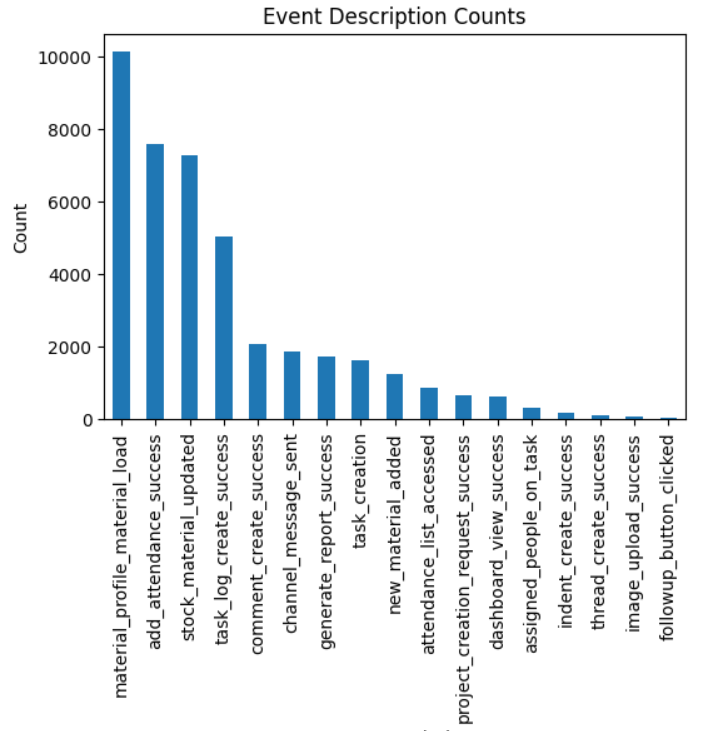 Event Description Counts
Count
10000
8000
6000
4000
2000
0
material_profile_material_load
add_attendance_success
stock_material_updated
task_log_create_success
comment_create_success
channel_message_sent
generate_report_success
task_creation
new_material_added
attendance_list_accessed
project_creation_request_success
dashboard_view_success
assigned_people_on_task
indent_create_success
thread_create_success
image_upload_success
followup_button_clicked